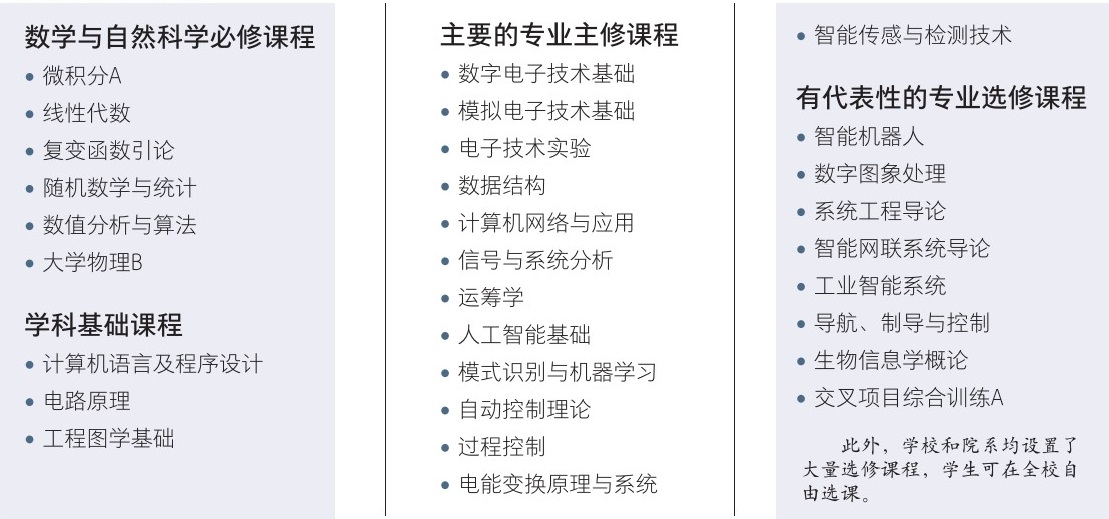 数学与自然科学必修课程
• 微积分A
• 线性代数
• 复变函数引论
• 随机数学与统计
• 数值分析与算法
• 大学物理B
学科基础课程
• 计算机语言及程序设计
• 电路原理
• 工程图学基础
主要的专业主修课程
• 数字电子技术基础
• 模拟电子技术基础
• 电子技术实验
• 数据结构
• 计算机网络与应用
• 信号与系统分析
• 运筹学
• 人工智能基础
• 模式识别与机器学习
• 自动控制理论
• 过程控制
• 电能变换原理与系统
• 智能传感与检测技术
有代表性的专业选修课程
• 智能机器人
• 数字图象处理
• 系统工程导论
• 智能网联系统导论
• 工业智能系统
• 导航、制导与控制
• 生物信息学概论
• 交叉项目综合训练A
此外，学校和院系均设置了
大量选修课程，学生可在全校自
由选课。